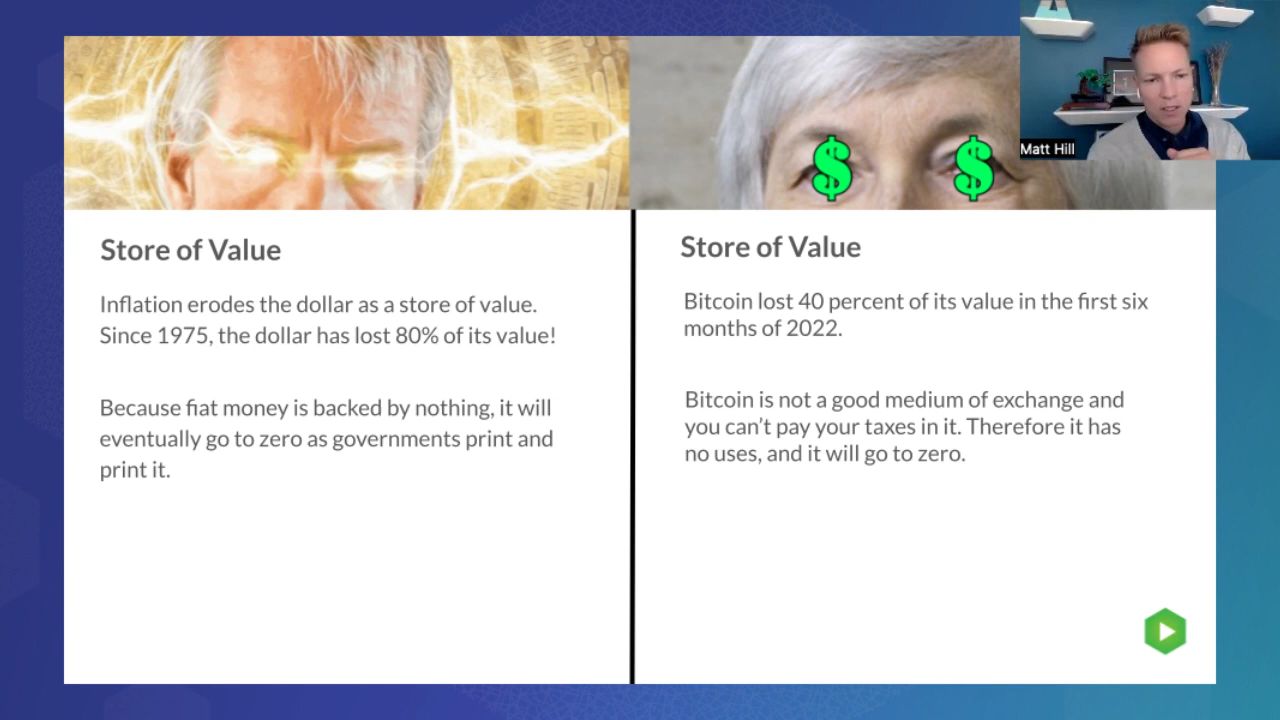 Matt Hill
Store of Value
Inflation erodes the dollar as a store of value.
Since 1975, the dollar has lost 80% of its value!
Because fiat money is backed by nothing, it will
eventually go to zero as governments print and
print it.
Store of Value
Bitcoin lost 40 percent of its value in the first six
months of 2022.
Bitcoin is not a good medium of exchange and
you can’t pay your taxes in it. Therefore it has
no uses, and it will go to zero.